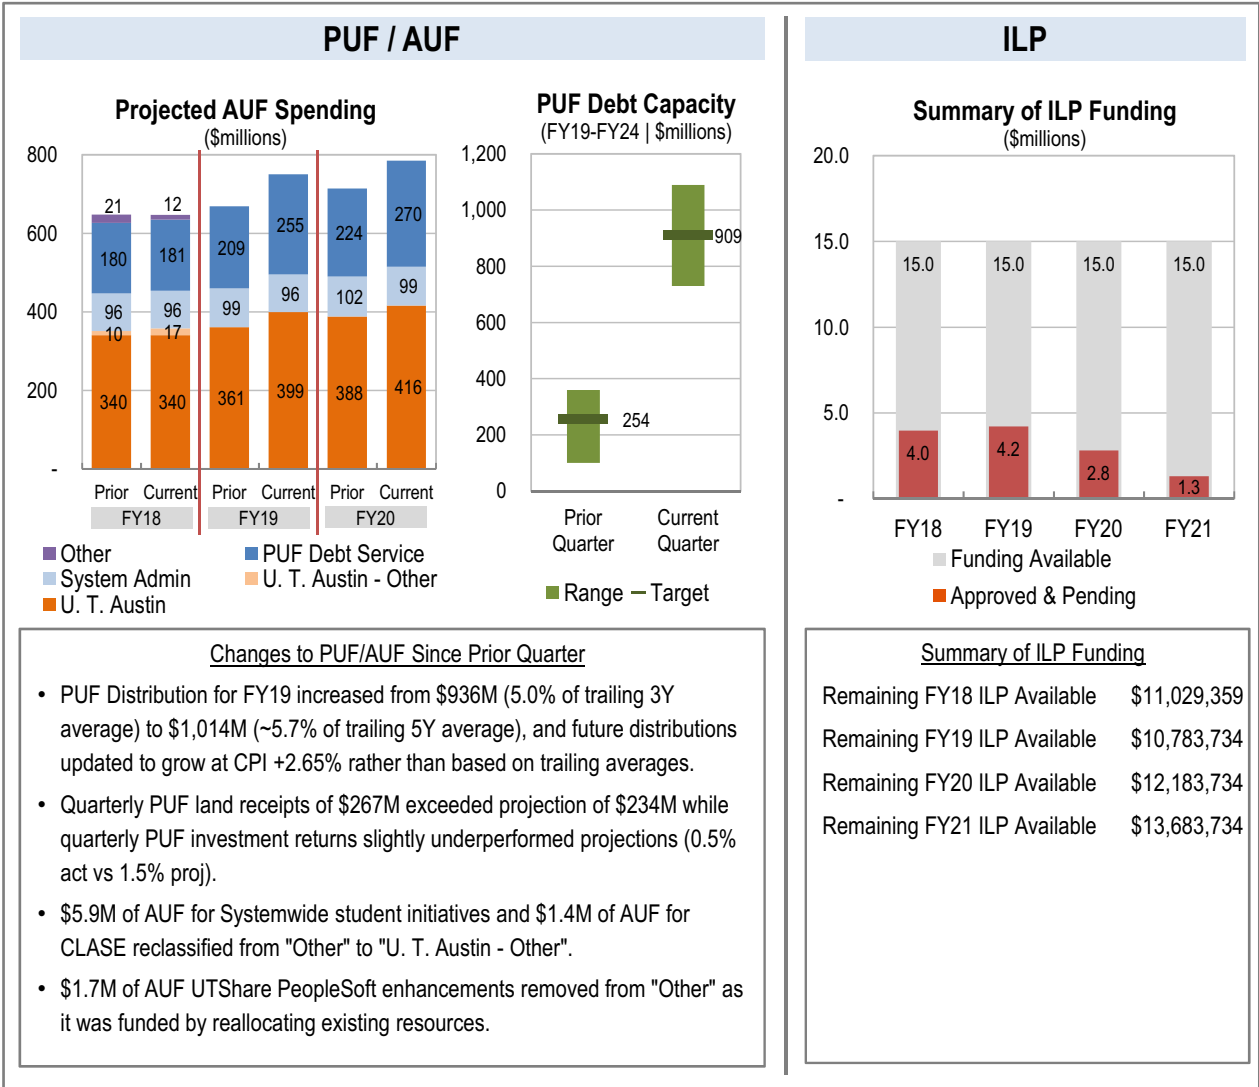 PUF / AUF
Projected AUF Spending
($millions)
800
600
400
200
-
21
180
96
10
340
12
181
96
17
340
209
99
361
255
96
399
224
102
388
270
99
416
Prior Current Prior Current Prior Current
FY18 FY19 FY20
Other PUF Debt Service
System Admin U. T. Austin - Other
U. T. Austin
PUF Debt Capacity
(FY19-FY24 | $millions)
1,200
1,000
800
600
400
200
0
254
909
Prior Current
Quarter Quarter
Range Target
Changes to PUF/AUF Since Prior Quarter
• PUF Distribution for FY19 increased from $936M (5.0% of trailing 3Y
average) to $1,014M (~5.7% of trailing 5Y average), and future distributions
updated to grow at CPI +2.65% rather than based on trailing averages.
• Quarterly PUF land receipts of $267M exceeded projection of $234M while
quarterly PUF investment returns slightly underperformed projections (0.5%
act vs 1.5% proj).
• $5.9M of AUF for Systemwide student initiatives and $1.4M of AUF for
CLASE reclassified from "Other" to "U. T. Austin - Other".
• $1.7M of AUF UTShare PeopleSoft enhancements removed from "Other" as
it was funded by reallocating existing resources.
ILP
Summary of ILP Funding
($millions)
20.0
15.0
10.0
5.0
-
15.0 15.0 15.0 15.0
4.0 4.2 2.8 1.3
FY18 FY19 FY20 FY21
Funding Available
Approved & Pending
Summary of ILP Funding
Remaining FY18 ILP Available $11,029,359
Remaining FY19 ILP Available $10,783,734
Remaining FY20 ILP Available $12,183,734
Remaining FY21 ILP Available $13,683,734